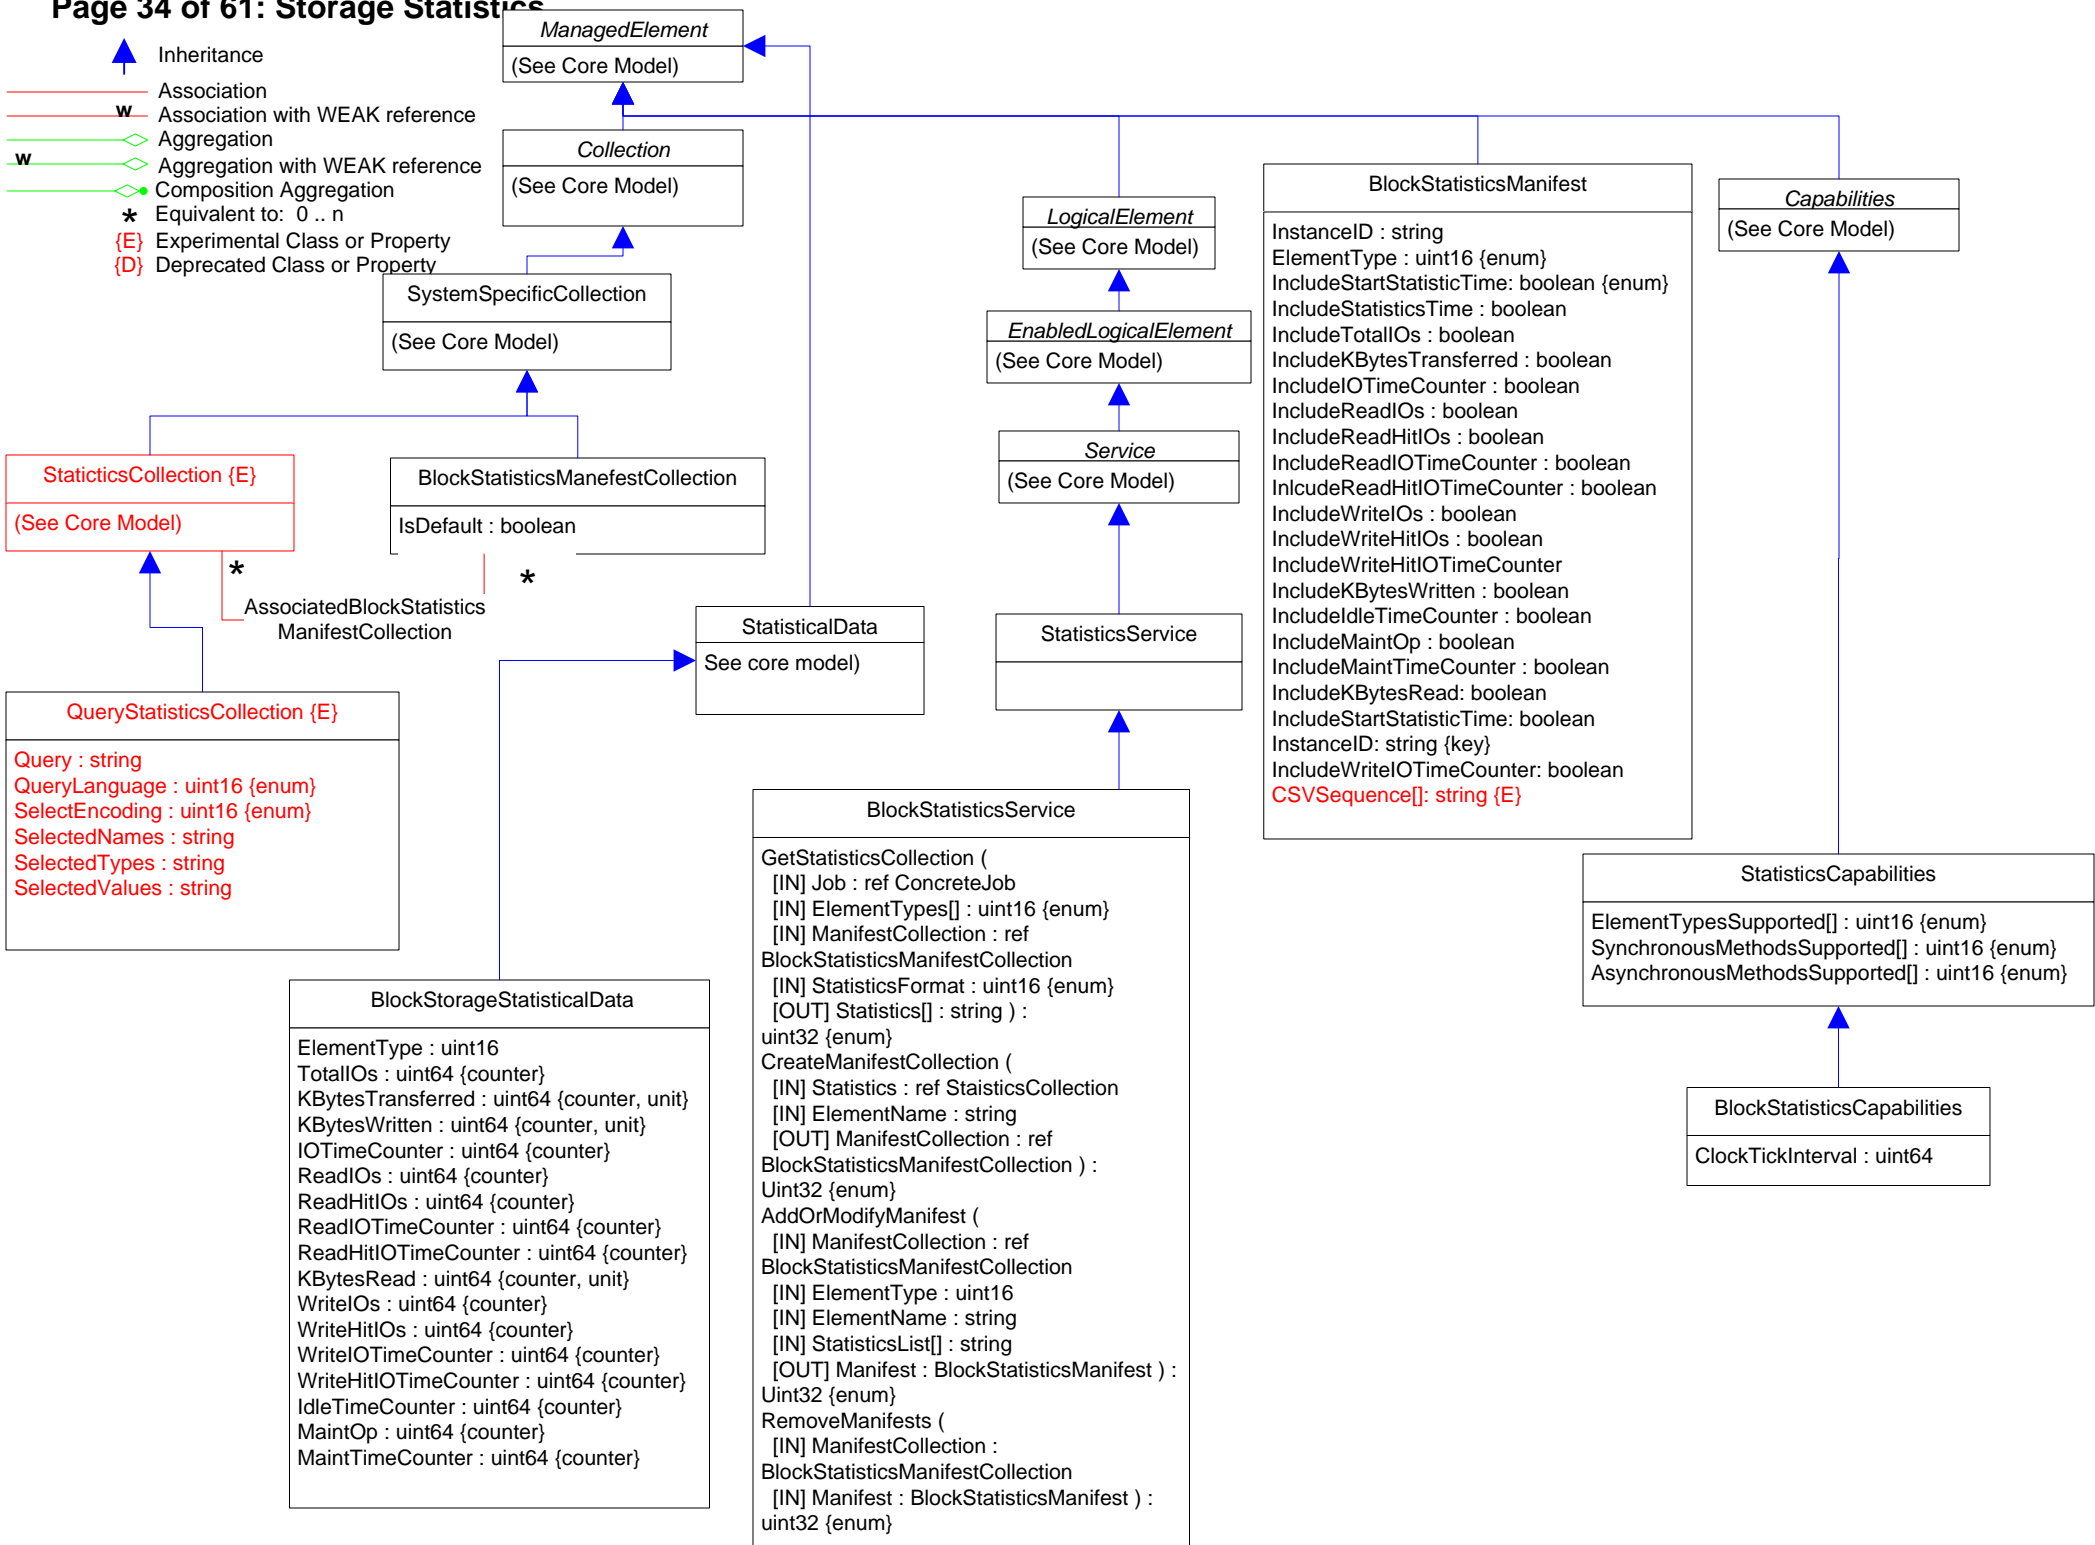 Page 34 of 61: Storage Statistics
Inheritance
Association
w
Association with WEAK reference
Aggregation
w
Aggregation with WEAK reference
Composition Aggregation
* Equivalent to: 0 .. n
{E} Experimental Class or Property
{D} Deprecated Class or Property
ManagedElement
(See Core Model)
Collection
(See Core Model)
SystemSpecificCollection
(See Core Model)
StaticticsCollection {E}
(See Core Model)
BlockStatisticsManefestCollection
IsDefault : boolean
*
*
AssociatedBlockStatistics
ManifestCollection
QueryStatisticsCollection {E}
Query : string
QueryLanguage : uint16 {enum}
SelectEncoding : uint16 {enum}
SelectedNames : string
SelectedTypes : string
SelectedValues : string
StatisticalData
See core model)
BlockStorageStatisticalData
ElementType : uint16
TotalIOs : uint64 {counter}
KBytesTransferred : uint64 {counter, unit}
KBytesWritten : uint64 {counter, unit}
IOTimeCounter : uint64 {counter}
ReadIOs : uint64 {counter}
ReadHitIOs : uint64 {counter}
ReadIOTimeCounter : uint64 {counter}
ReadHitIOTimeCounter : uint64 {counter}
KBytesRead : uint64 {counter, unit}
WriteIOs : uint64 {counter}
WriteHitIOs : uint64 {counter}
WriteIOTimeCounter : uint64 {counter}
WriteHitIOTimeCounter : uint64 {counter}
IdleTimeCounter : uint64 {counter}
MaintOp : uint64 {counter}
MaintTimeCounter : uint64 {counter}
LogicalElement
(See Core Model)
EnabledLogicalElement
(See Core Model)
Service
(See Core Model)
StatisticsService
BlockStatisticsService
GetStatisticsCollection (
[IN] Job : ref ConcreteJob
[IN] ElementTypes[] : uint16 {enum}
[IN] ManifestCollection : ref
BlockStatisticsManifestCollection
[IN] StatisticsFormat : uint16 {enum}
[OUT] Statistics[] : string ) :
uint32 {enum}
CreateManifestCollection (
[IN] Statistics : ref StaisticsCollection
[IN] ElementName : string
[OUT] ManifestCollection : ref
BlockStatisticsManifestCollection ) :
Uint32 {enum}
AddOrModifyManifest (
[IN] ManifestCollection : ref
BlockStatisticsManifestCollection
[IN] ElementType : uint16
[IN] ElementName : string
[IN] StatisticsList[] : string
[OUT] Manifest : BlockStatisticsManifest ) :
Uint32 {enum}
RemoveManifests (
[IN] ManifestCollection :
BlockStatisticsManifestCollection
[IN] Manifest : BlockStatisticsManifest ) :
uint32 {enum}
BlockStatisticsManifest
InstanceID : string
ElementType : uint16 {enum}
IncludeStartStatisticTime: boolean {enum}
IncludeStatisticsTime : boolean
IncludeTotalIOs : boolean
IncludeKBytesTransferred : boolean
IncludeIOTimeCounter : boolean
IncludeReadIOs : boolean
IncludeReadHitIOs : boolean
IncludeReadIOTimeCounter : boolean
InlcudeReadHitIOTimeCounter : boolean
IncludeWriteIOs : boolean
IncludeWriteHitIOs : boolean
IncludeWriteHitIOTimeCounter
IncludeKBytesWritten : boolean
IncludeIdleTimeCounter : boolean
IncludeMaintOp : boolean
IncludeMaintTimeCounter : boolean
IncludeKBytesRead: boolean
IncludeStartStatisticTime: boolean
InstanceID: string {key}
IncludeWriteIOTimeCounter: boolean
CSVSequence[]: string {E}
Capabilities
(See Core Model)
StatisticsCapabilities
ElementTypesSupported[] : uint16 {enum}
SynchronousMethodsSupported[] : uint16 {enum}
AsynchronousMethodsSupported[] : uint16 {enum}
BlockStatisticsCapabilities
ClockTickInterval : uint64